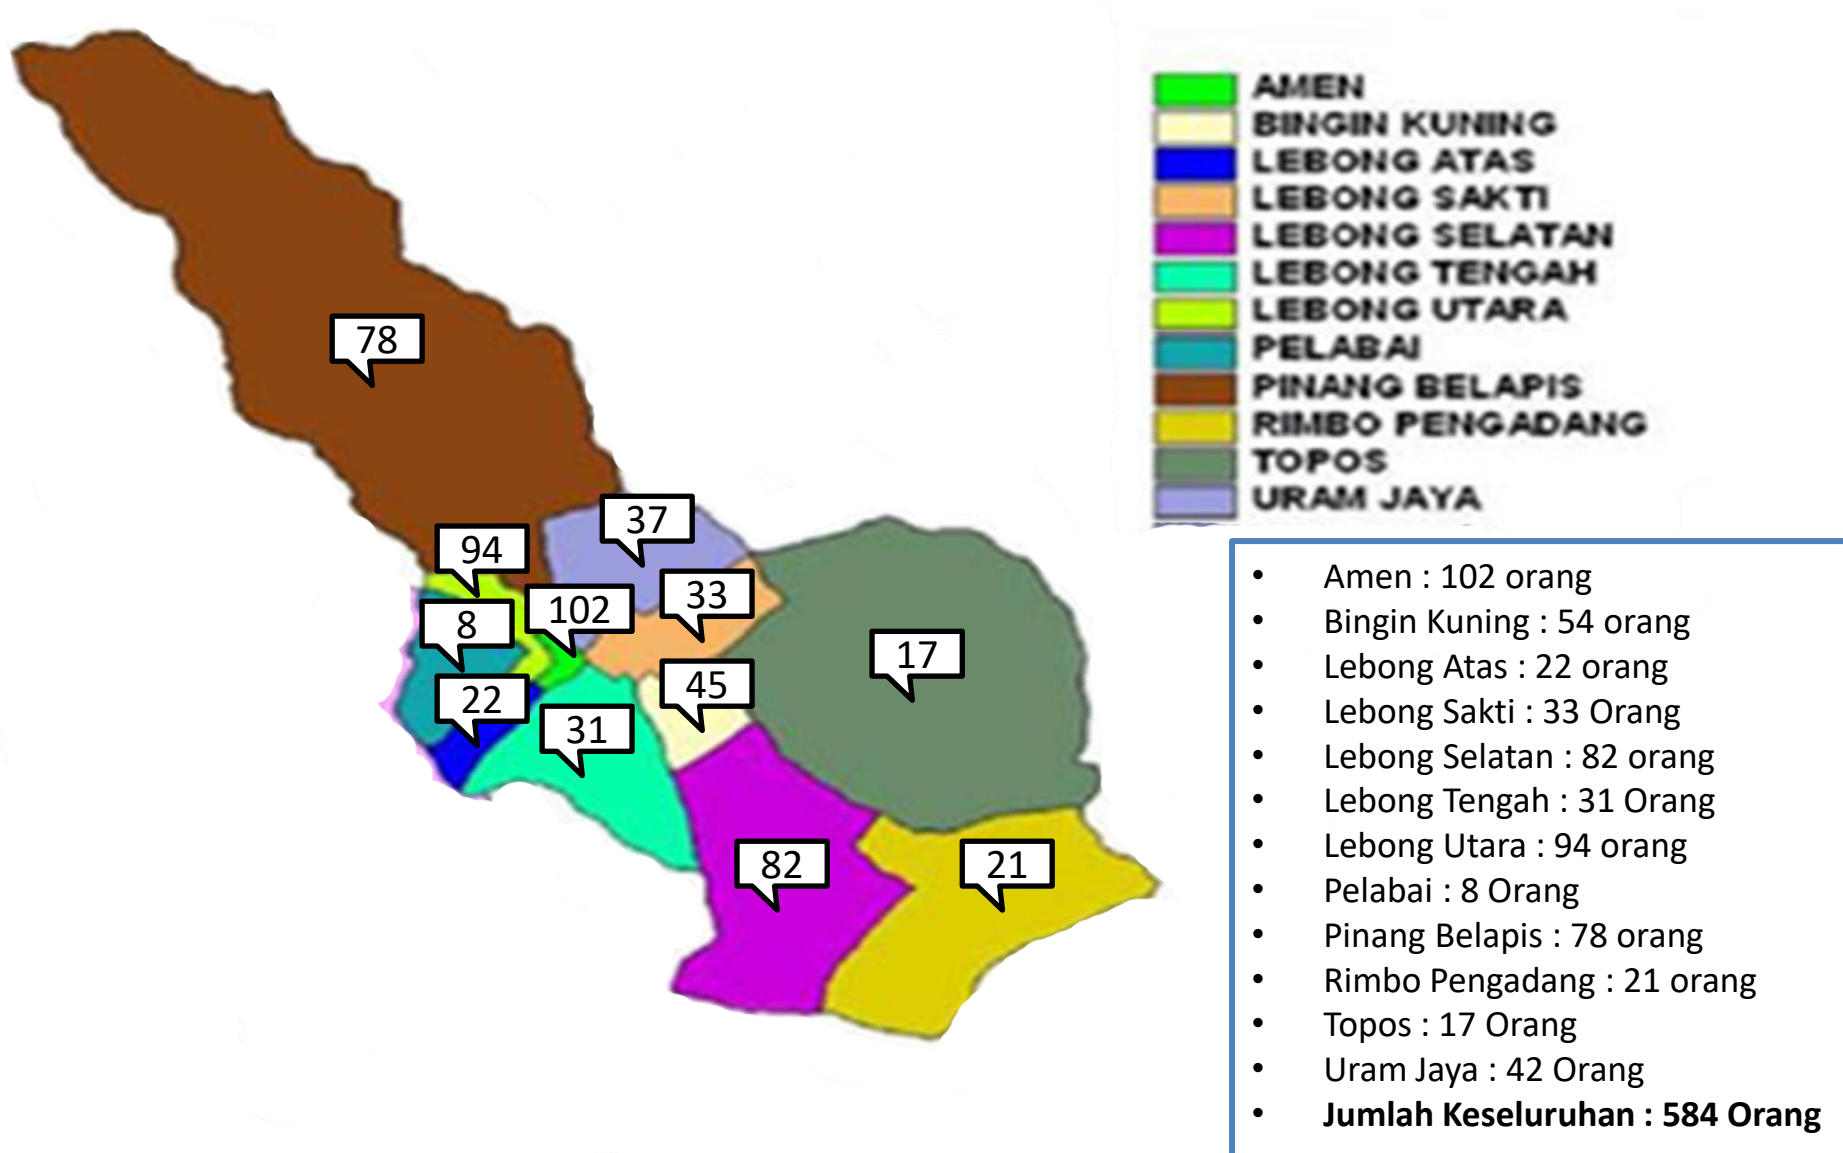 AMEN
BINGIN KUNING
LEBONG ATAS
LEBONG SAKTI
LEBONG SELATAN
LEBONG TENGAH
LEBONG UTARA
PELABAI
PINANG BELAPIS
RIMBO PENGADANG
TOPOS
URAM JAYA
78
37
94
33
102
8
17
45
22
31
82
21
• Amen : 102 orang
• Bingin Kuning : 54 orang
• Lebong Atas : 22 orang
• Lebong Sakti : 33 Orang
• Lebong Selatan : 82 orang
• Lebong Tengah : 31 Orang
• Lebong Utara : 94 orang
• Pelabai : 8 Orang
• Pinang Belapis : 78 orang
• Rimbo Pengadang : 21 orang
• Topos : 17 Orang
• Uram Jaya : 42 Orang
• Jumlah Keseluruhan : 584 Orang